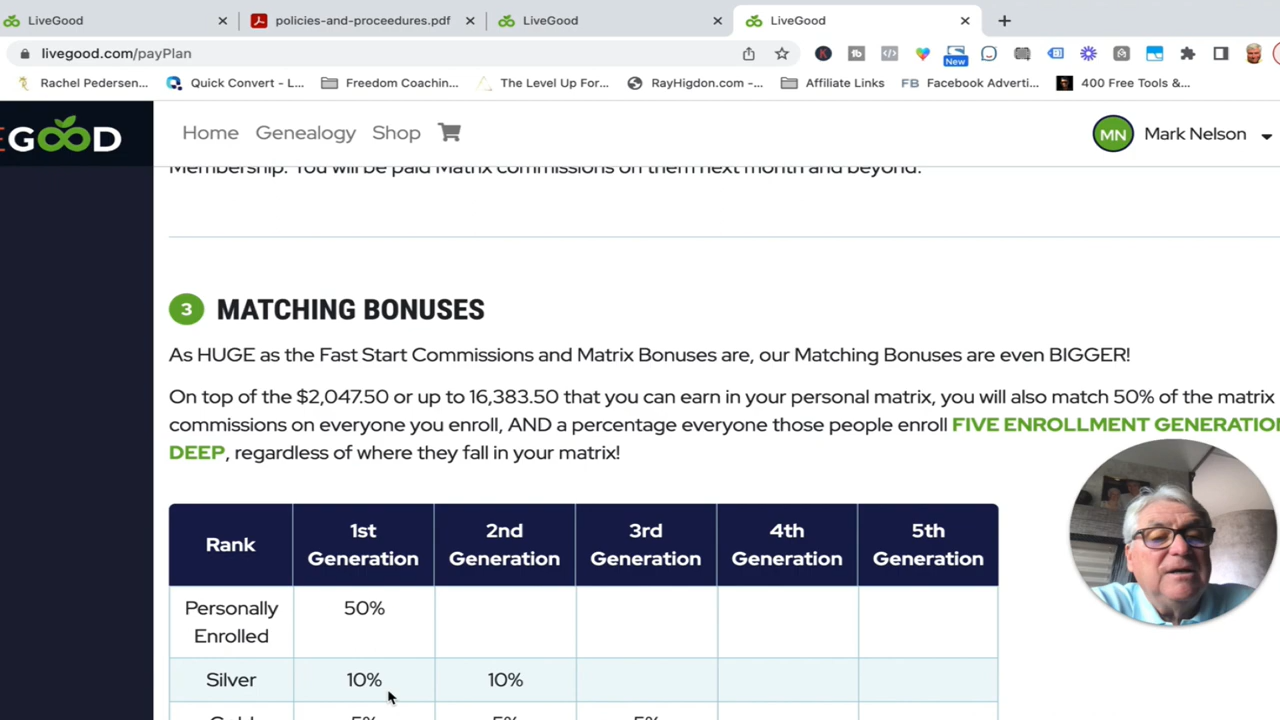 LiveGood
policies-and-proceedures.pdf
LiveGood
LiveGood
livegood.com/payPlan
New
Rachel Pedersen...
Quick Convert - L...
Freedom Coachin...
The Level Up For...
RayHigdon.com -...
Affiliate Links
FB Facebook Adverti...
400 Free Tools &...
GOOD
Home Genealogy Shop
MN Mark Nelson
Membership. You will be paid Matrix commissions on them next month and beyond.
3 MATCHING BONUSES
As HUGE as the Fast Start Commissions and Matrix Bonuses are, our Matching Bonuses are even BIGGER!
On top of the $2,047.50 or up to 16,383.50 that you can earn in your personal matrix, you will also match 50% of the matrix
commissions on everyone you enroll, AND a percentage everyone those people enroll FIVE ENROLLMENT GENERATION
DEEP, regardless of where they fall in your matrix!
Rank
1st
Generation
2nd
Generation
3rd
Generation
4th
Generation
5th
Generation
Personally
Enrolled
50%
Silver 10% 10%
Gold 5% 5% 5%